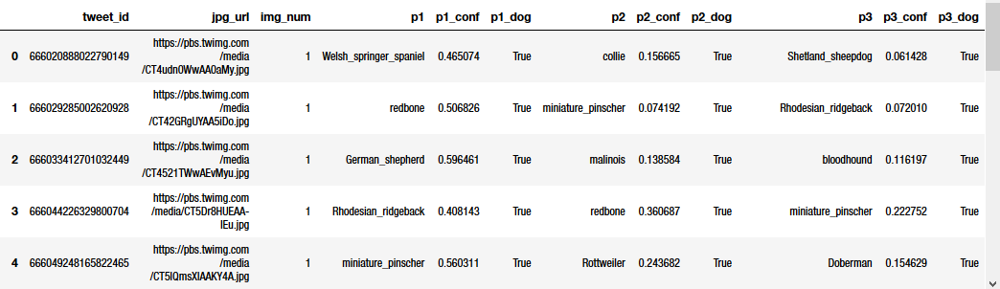 tweet_id jpg_url img_num p1 p1_conf p1_dog p2 p2_conf p2_dog p3 p3_conf p3_dog
https://pbs.twimg.com
0 666020888022790149 /media 1 Welsh_springer_spaniel 0.465074 True collie 0.156665 True Shetland_sheepdog 0.061428 True
/CT4udn0WwAA0aMy.jpg
https://pbs.twimg.com
1 666029285002620928 /media 1 redbone 0.506826 True miniature_pinscher 0.074192 True Rhodesian_ridgeback 0.072010 True
/CT42GRgUYAA5iDo.jpg
https://pbs.twimg.com
2 666033412701032449 /media 1 German_shepherd 0.596461 True malinois 0.138584 True bloodhound 0.116197 True
/CT4521TWwAEvMyu.jpg
https://pbs.twimg.com
3 666044226329800704 /media/CT5Dr8HUEAA- 1 Rhodesian_ridgeback 0.408143 True redbone 0.360687 True miniature_pinscher 0.222752 True
lEu.jpg
https://pbs.twimg.com
4 666049248165822465 /media 1 miniature_pinscher 0.560311 True Rottweiler 0.243682 True Doberman 0.154629 True
/CT5IQmsXIAAKY4A.jpg